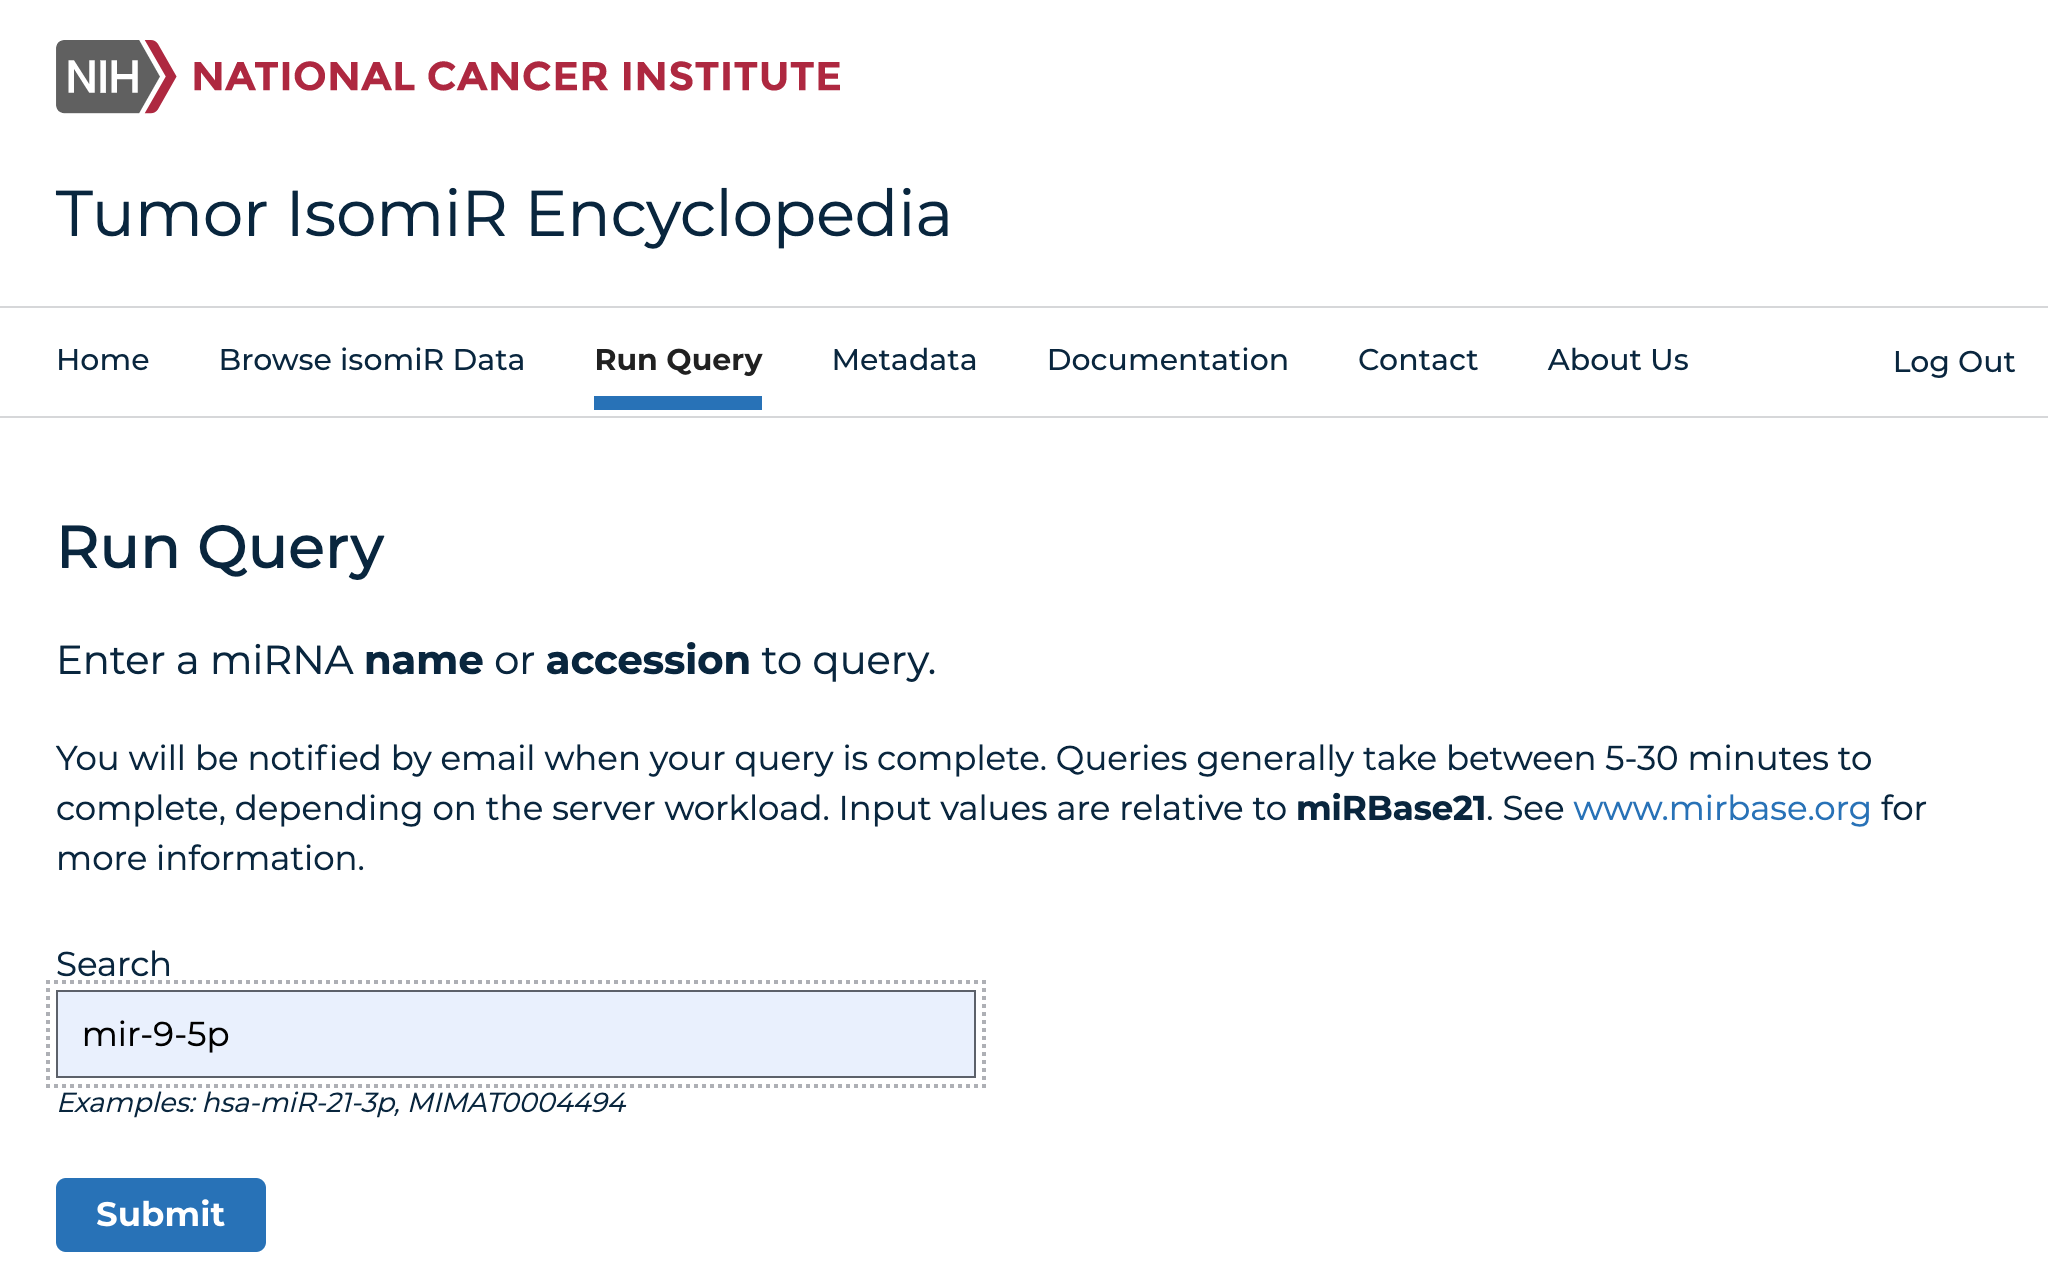 NIH NATIONAL CANCER INSTITUTE
Tumor IsomiR Encyclopedia
Home Browse isomiR Data Run Query Metadata Documentation Contact About Us Log Out
Run Query
Enter a miRNA name or accession to query.
You will be notified by email when your query is complete. Queries generally take between 5-30 minutes to
complete, depending on the server workload. Input values are relative to miRBase21. See www.mirbase.org for
more information.
Search
mir-9-5p
Examples: hsa-miR-21-3p, MIMAT0004494
Submit